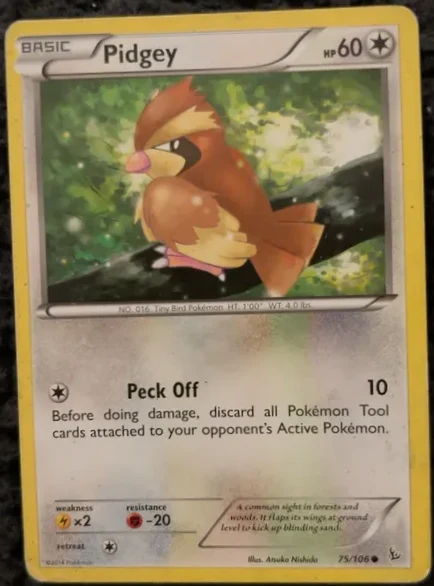 BASIC
Pidgey
HP 60
NO. 016 Tiny Bird Pokémon HT: 1'00" WT: 4.0 lbs.
Peck Off 10
Before doing damage, discard all Pokémon Tool
cards attached to your opponent's Active Pokémon.
weakness resistance
×2 -20
retreat
A common sight in forests and
woods. It flaps its wings at ground
level to kick up blinding sand.
©2014 Pokémon
Illus. Atsuko Nishida
75/106